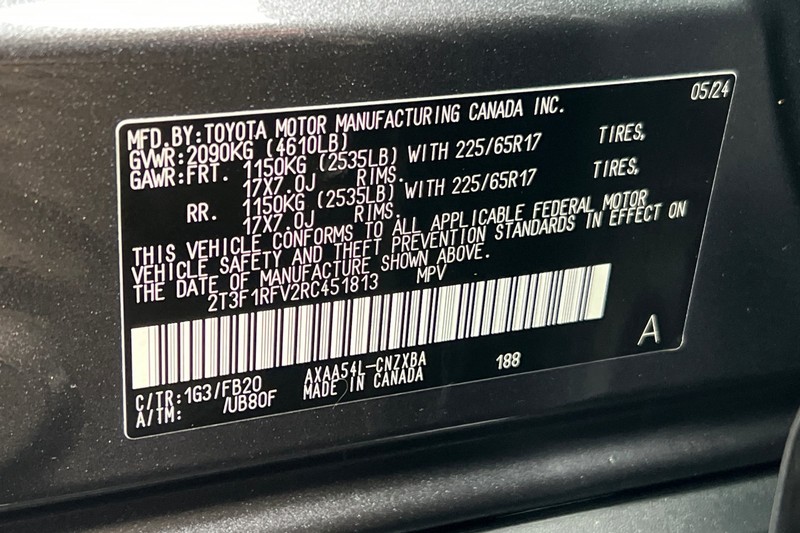 05/24
MFD.BY:TOYOTA MOTOR MANUFACTURING CANADA INC.
GVWR:2090KG (4610LB)
GAWR:FRT. 1150KG (2535LB) WITH 225/65R17 TIRES,
17X7.0J RIMS.
RR. 1150KG (2535LB) WITH 225/65R17 TIRES,
17X7.0J RIMS.
THIS VEHICLE CONFORMS TO ALL APPLICABLE FEDERAL MOTOR
VEHICLE SAFETY AND THEFT PREVENTION STANDARDS IN EFFECT ON
THE DATE OF MANUFACTURE SHOWN ABOVE.
2T3F1RFV2RC451813 MPV
A
C/TR:1G3/FB20 AXAA54L-CNZXBA 188
A/TM: /UB80F MADE IN CANADA